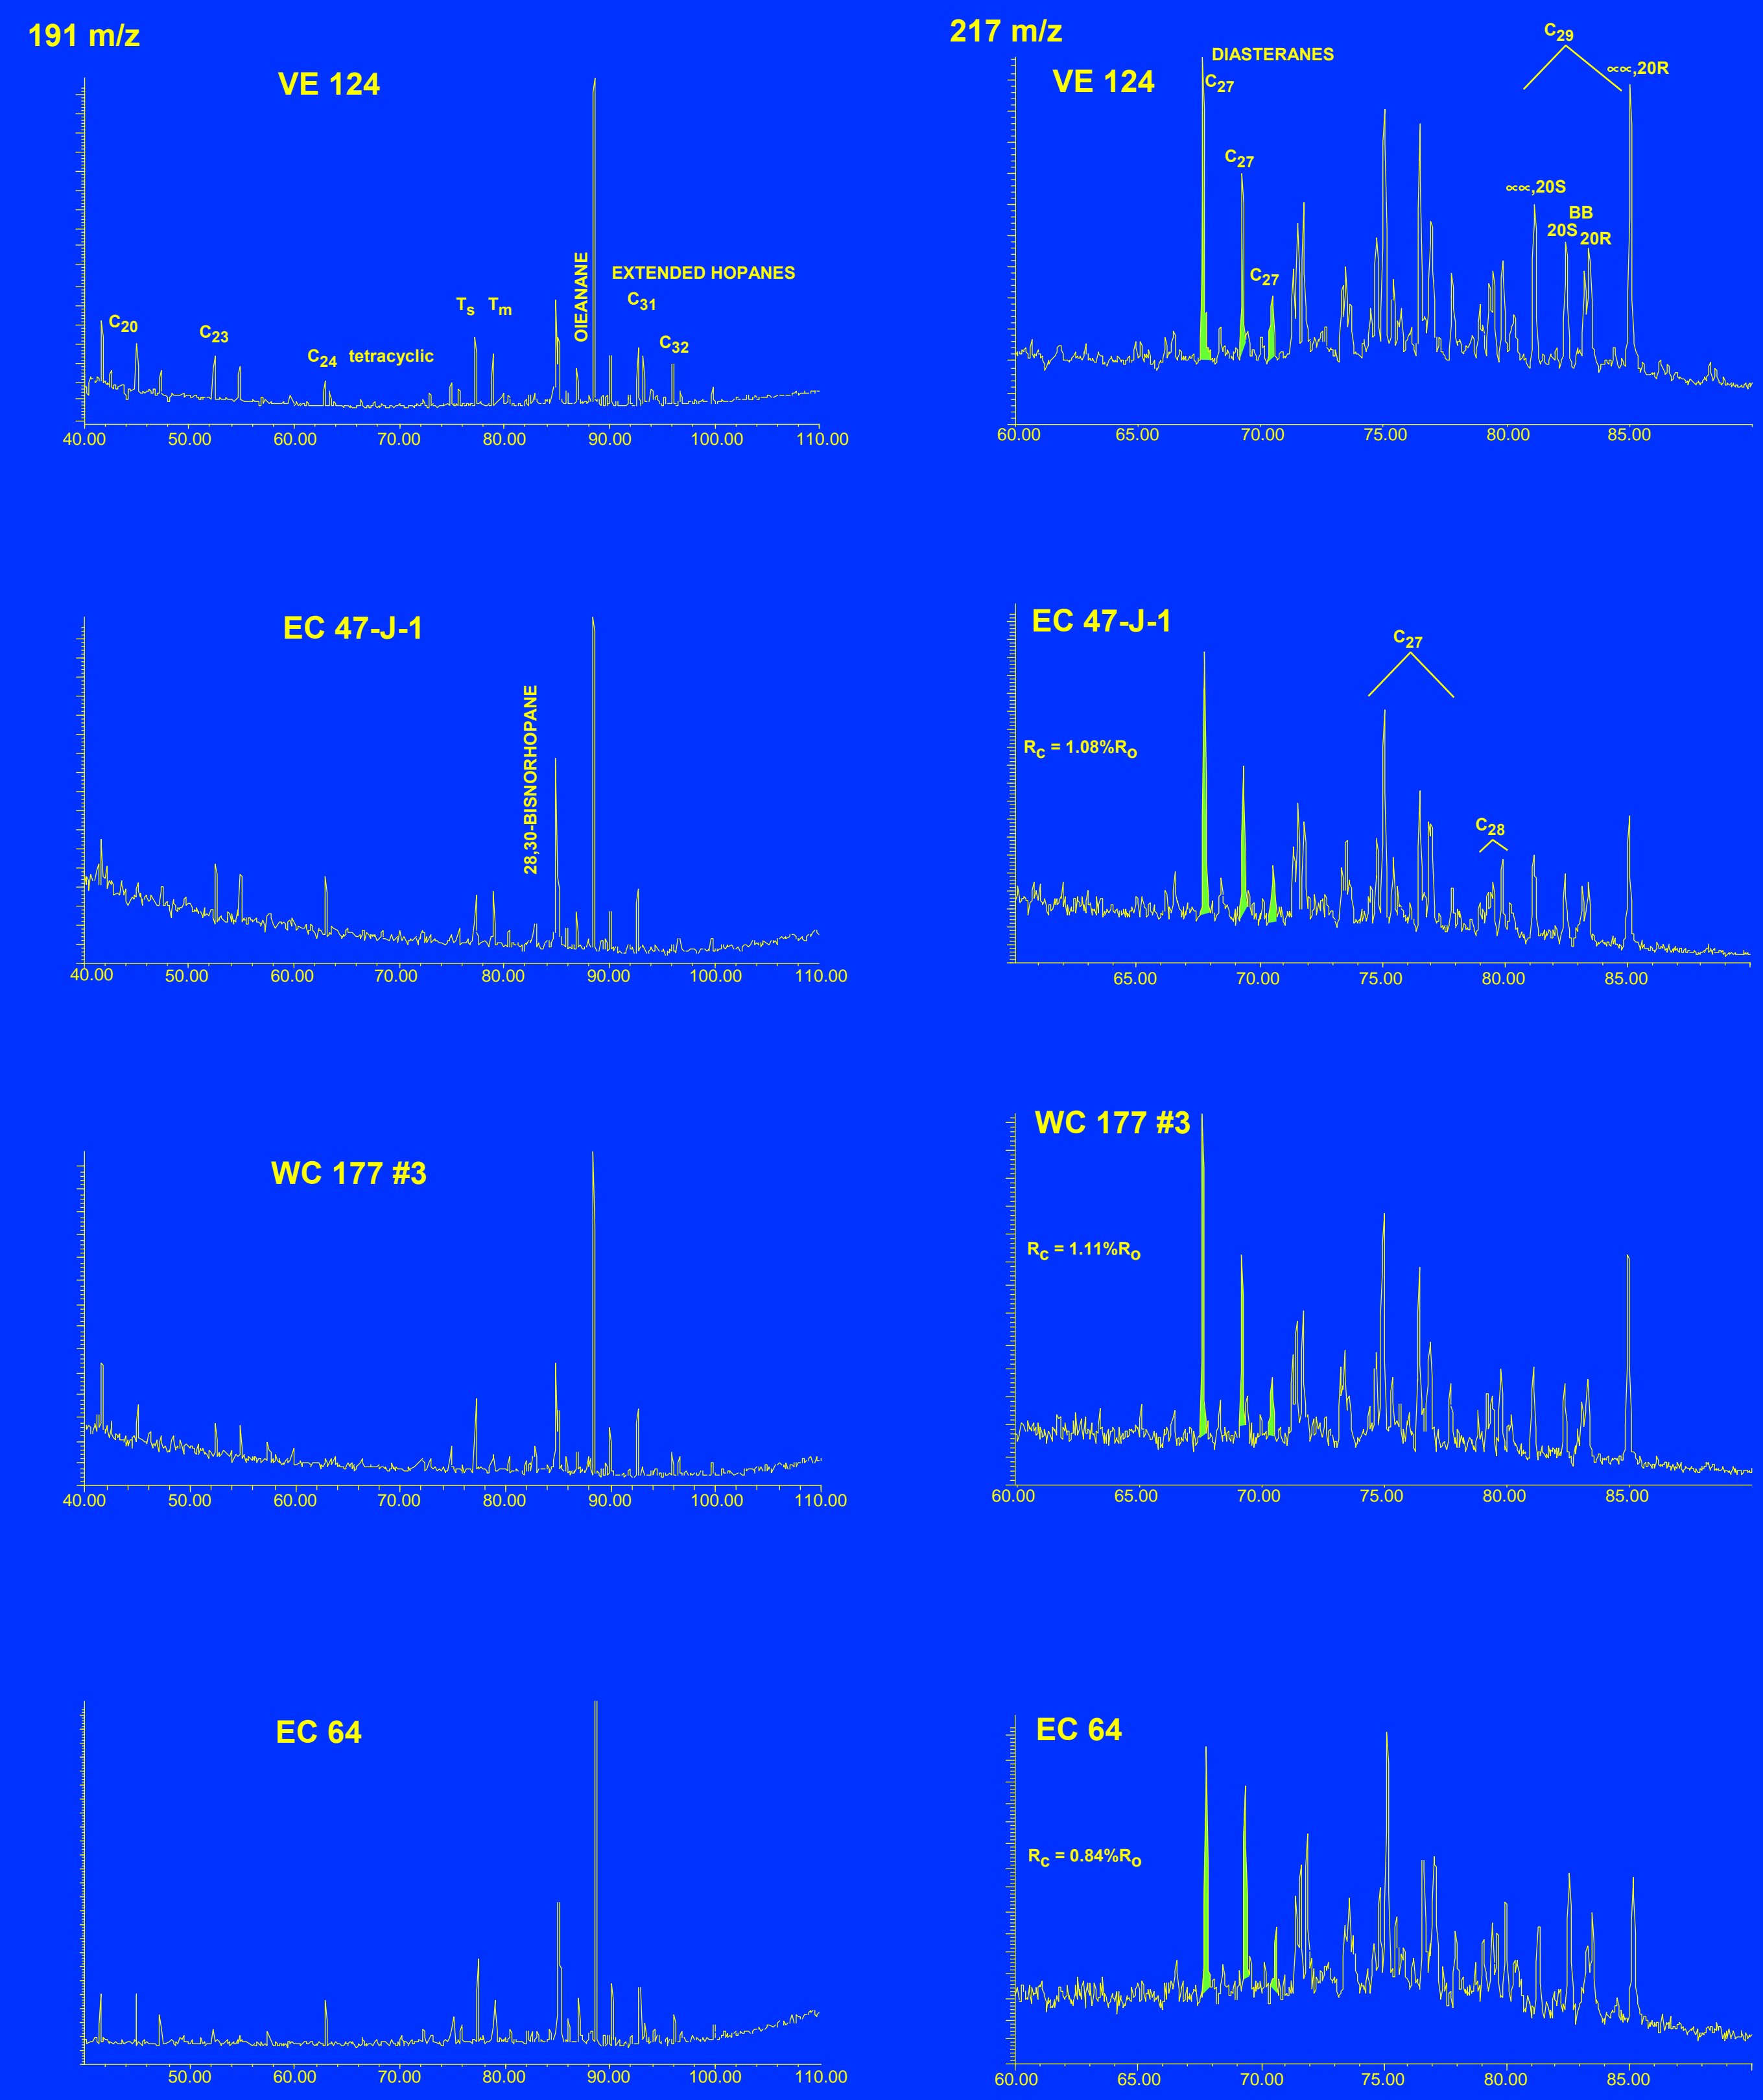 191 m/z
217 m/z
VE 124
VE 124
DIASTERANES
C27
C29
∝∝,20R
C27
∝∝,20S
BB
20S
20R
C27
OIEANANE
EXTENDED HOPANES
C31
Ts Tm
C20
C23
C32
C24 tetracyclic
40.00 50.00 60.00 70.00 80.00 90.00 100.00 110.00
60.00 65.00 70.00 75.00 80.00 85.00
EC 47-J-1
EC 47-J-1
C27
28,30-BISNORHOPANE
Rc = 1.08%Ro
C28
40.00 50.00 60.00 70.00 80.00 90.00 100.00 110.00
65.00 70.00 75.00 80.00 85.00
WC 177 #3
WC 177 #3
Rc = 1.11%Ro
40.00 50.00 60.00 70.00 80.00 90.00 100.00 110.00
60.00 65.00 70.00 75.00 80.00 85.00
EC 64
EC 64
Rc = 0.84%Ro
50.00 60.00 70.00 80.00 90.00 100.00 110.00
60.00 65.00 70.00 75.00 80.00 85.00